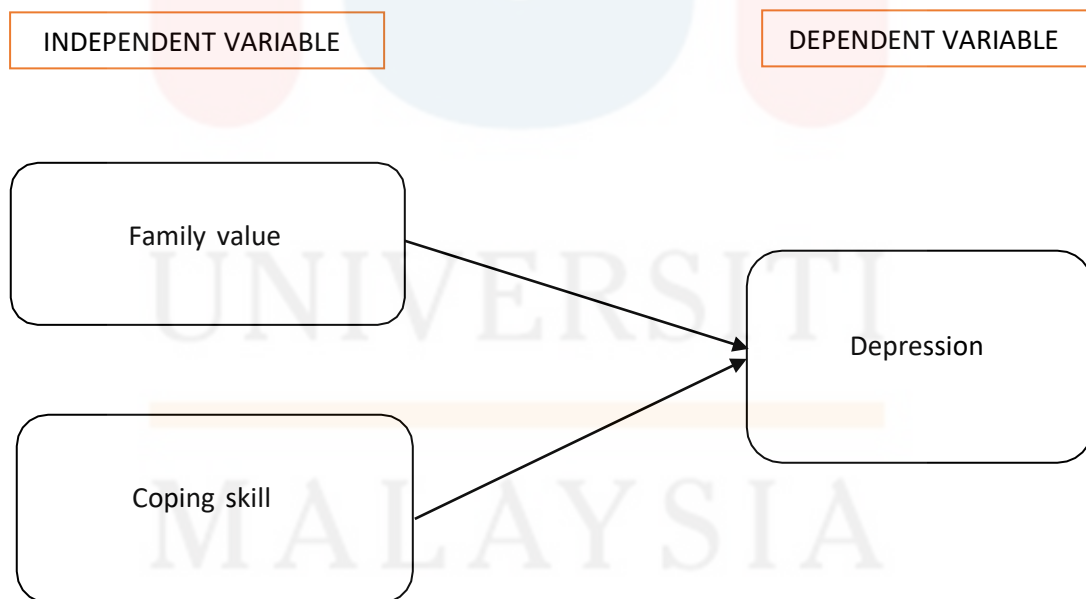 INDEPENDENT VARIABLE
DEPENDENT VARIABLE
Family value
UNIVERSITI
Depression
Coping skill
MALAYSIA